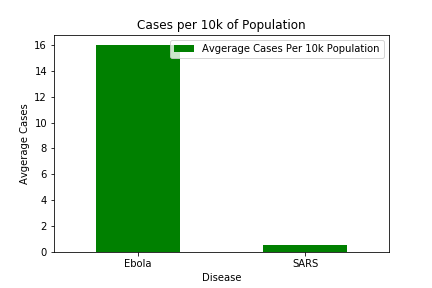 Cases per 10k of Population
Avgerage Cases Per 10k Population
Avgerage Cases
16
14
12
10
8
6
4
2
0
Ebola
SARS
Disease